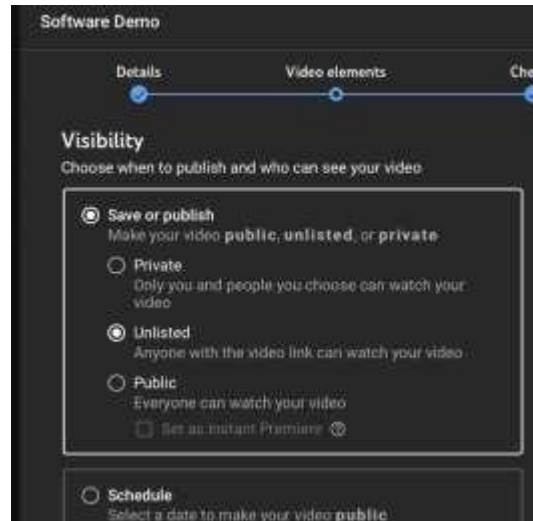 Software Demo
Details Video elements Che
Visibility
Choose when to publish and who can see your video
Save or publish
Make your video public, unlisted, or private
Private
Only you and people you choose can watch your
video
Unlisted
Anyone with the video link can watch your video
Public
Everyone can watch your video
Set as instant Premiere
Schedule
Select a date to make your video public